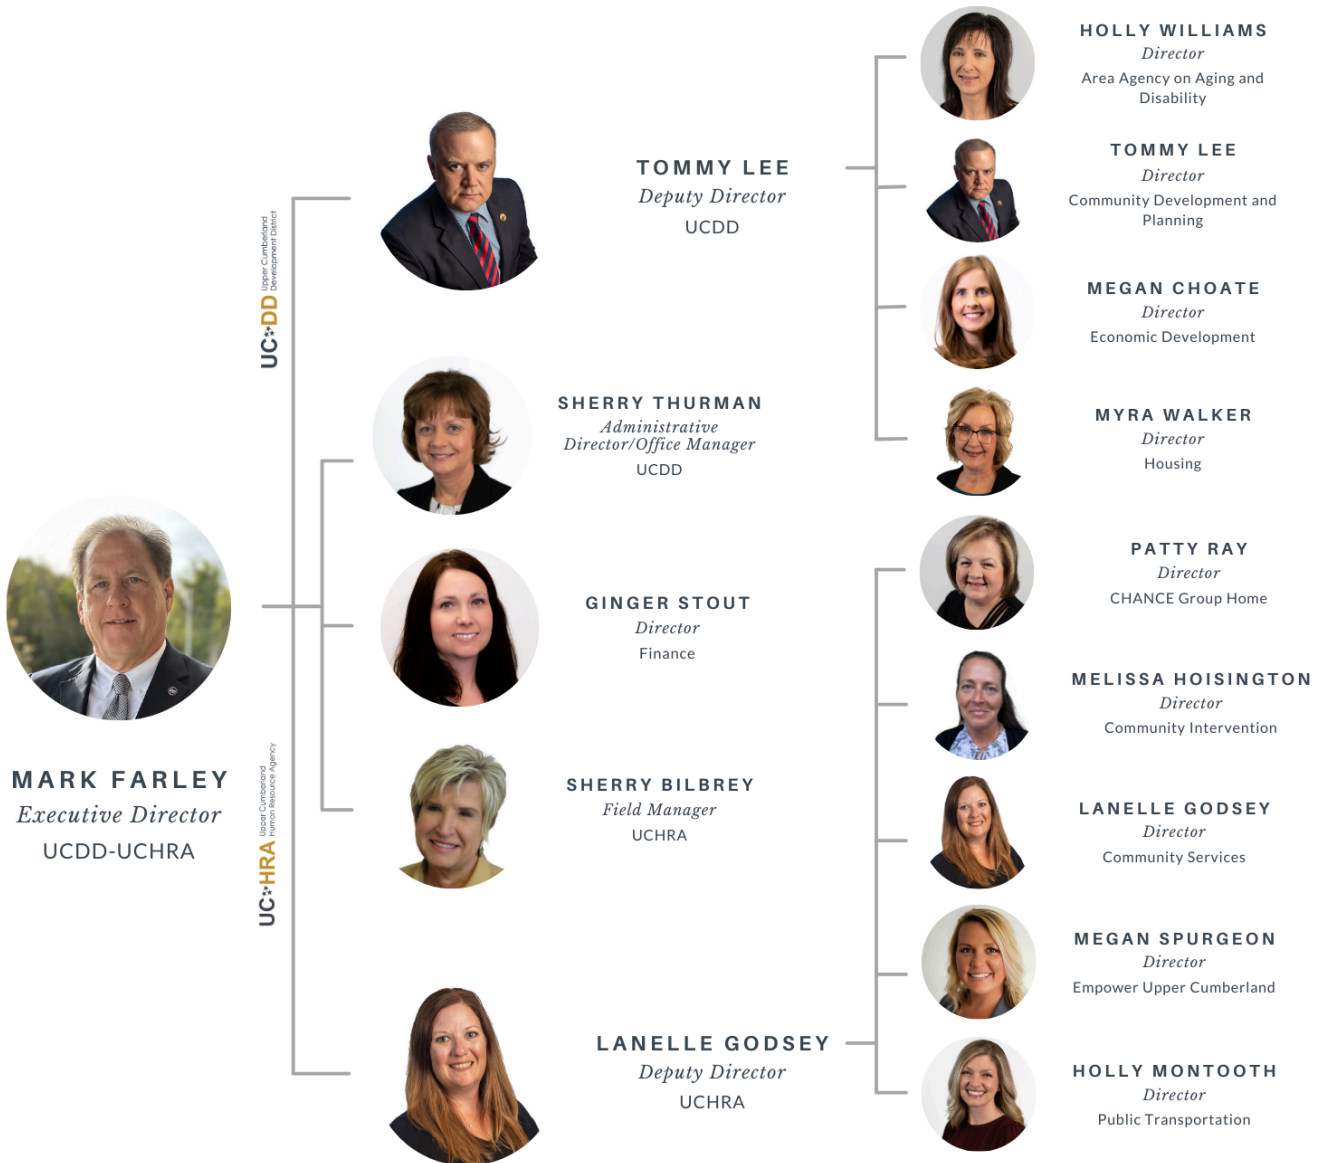 MARK FARLEY
Executive Director
UCDD-UCHRA
UC DD
Upper Cumberland
Development District
UC HRA
Upper Cumberland
Human Resource Agency
TOMMY LEE
Deputy Director
UCDD
SHERRY THURMAN
Administrative
Director/Office Manager
UCDD
GINGER STOUT
Director
Finance
SHERRY BILBREY
Field Manager
UCHRA
LANELLE GODSEY
Deputy Director
UCHRA
HOLLY WILLIAMS
Director
Area Agency on Aging and
Disability
TOMMY LEE
Director
Community Development and
Planning
MEGAN CHOATE
Director
Economic Development
MYRA WALKER
Director
Housing
PATTY RAY
Director
CHANCE Group Home
MELISSA HOISINGTON
Director
Community Intervention
LANELLE GODSEY
Director
Community Services
MEGAN SPURGEON
Director
Empower Upper Cumberland
HOLLY MONTOOTH
Director
Public Transportation